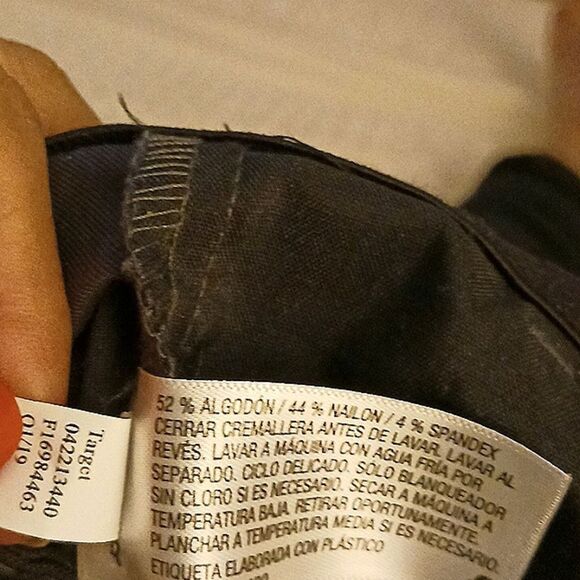 52 % ALGODÓN / 44 % NAILON / 4 % SPANDEX
CERRAR CREMALLERA ANTES DE LAVAR. LAVAR AL
REVÉS. LAVAR A MÁQUINA CON AGUA FRÍA POR
SEPARADO. CICLO DELICADO. SÓLO BLANQUEADOR
SIN CLORO SI ES NECESARIO. SECAR A MÁQUINA A
TEMPERATURA BAJA. RETIRAR OPORTUNAMENTE.
PLANCHAR A TEMPERATURA MEDIA SI ES NECESARIO.
ETIQUETA ELABORADA CON PLÁSTICO
Target
042213440
F16984463
Q1/19